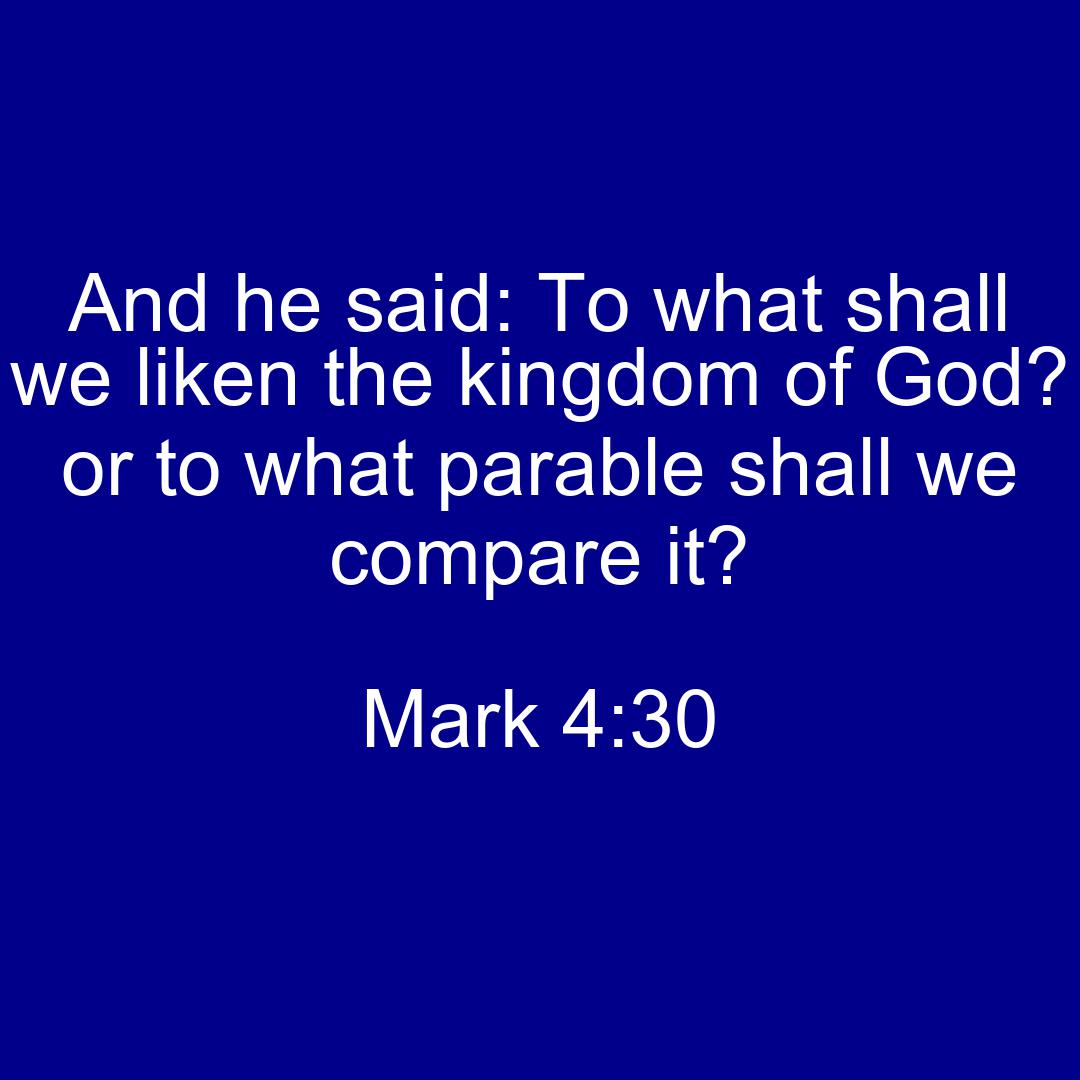 And he said: To what shall
we liken the kingdom of God?
or to what parable shall we
compare it?
Mark 4:30